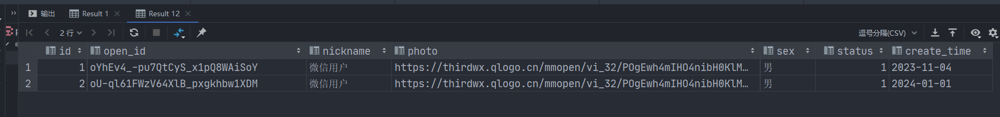 输出 Result 1 Result 12
2 行 逗号分隔(CSV)
id open_id nickname photo sex status create_time
1 1 oYhEv4_-pu7QtCyS_x1pQ8WAiSoY 微信用户 https://thirdwx.qlogo.cn/mmopen/vi_32/POgEwh4mIHO4nibH0KlM… 男 1 2023-11-04
2 2 oU-ql61FWzV64XlB_pxgkhbw1XDM 微信用户 https://thirdwx.qlogo.cn/mmopen/vi_32/POgEwh4mIHO4nibH0KlM… 男 1 2024-01-01